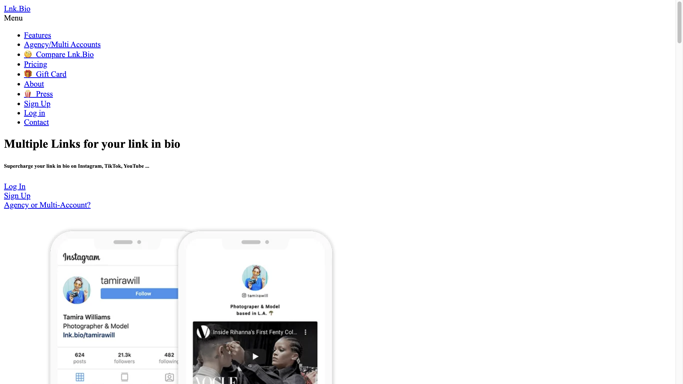 Lnk.Bio
Menu
Features
Agency/Multi Accounts
Compare Lnk.Bio
Pricing
Gift Card
About
Press
Sign Up
Log in
Contact
Multiple Links for your link in bio
Supercharge your link in bio on Instagram, TikTok, YouTube ...
Log In
Sign Up
Agency or Multi-Account?
Instagram
tamirawill
Follow
Tamira Williams
Photographer & Model
lnk.bio/tamirawill
624 21.3k 482
posts followers following
tamirawill
Photograper & Model
based in L.A.
Inside Rihanna's First Fenty Col...
VOGUE